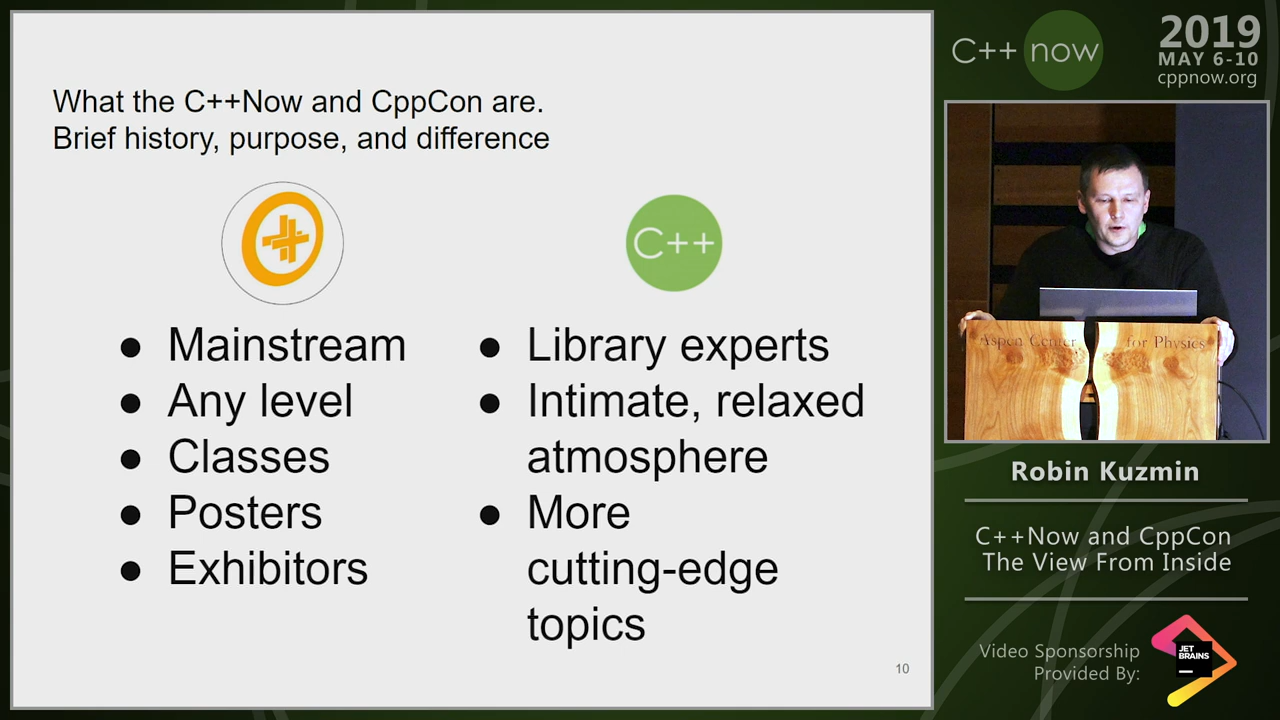 What the C++Now and CppCon are.
Brief history, purpose, and difference
C++
● Mainstream
● Any level
● Classes
● Posters
● Exhibitors
● Library experts
● Intimate, relaxed
atmosphere
● More
cutting-edge
topics
10
C++ now
2019
MAY 6-10
cppnow.org
Aspen Center for Physics
Robin Kuzmin
C++Now and CppCon
The View From Inside
Video Sponsorship
Provided By:
JET
BRAINS